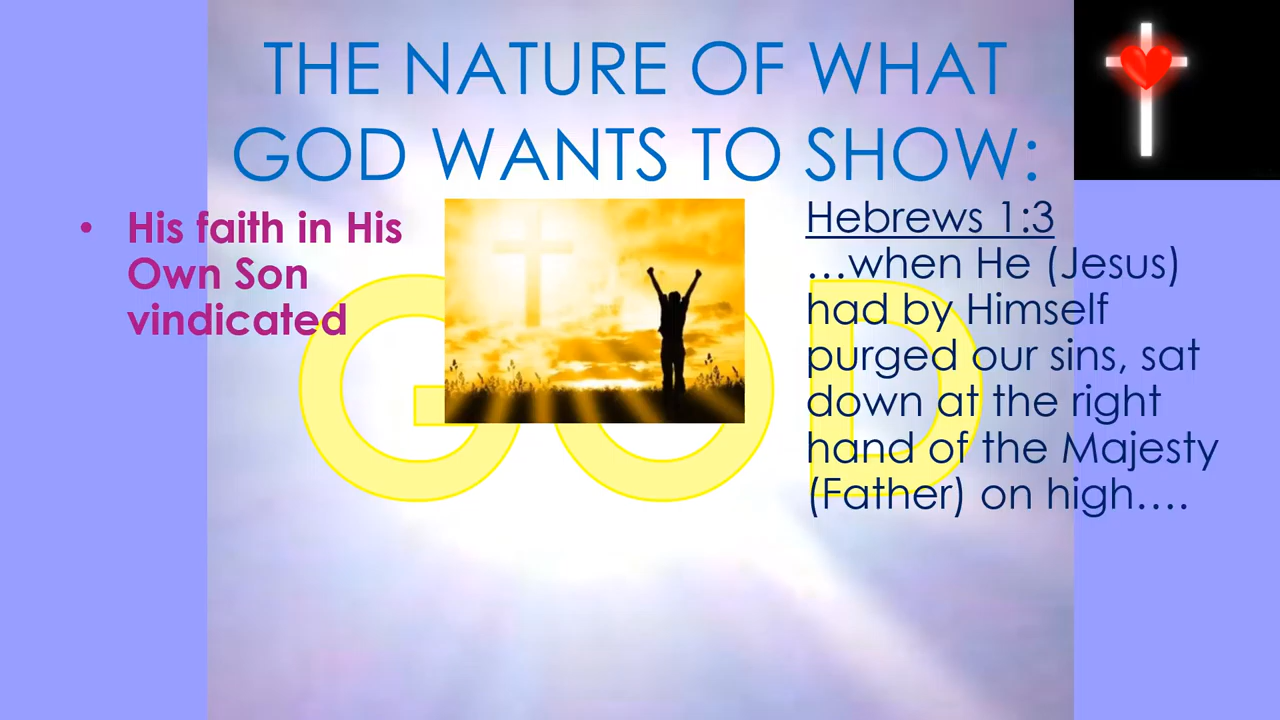 THE NATURE OF WHAT
GOD WANTS TO SHOW:
• His faith in His
Own Son
vindicated
Hebrews 1:3
…when He (Jesus)
had by Himself
purged our sins, sat
down at the right
hand of the Majesty
(Father) on high….
GOD